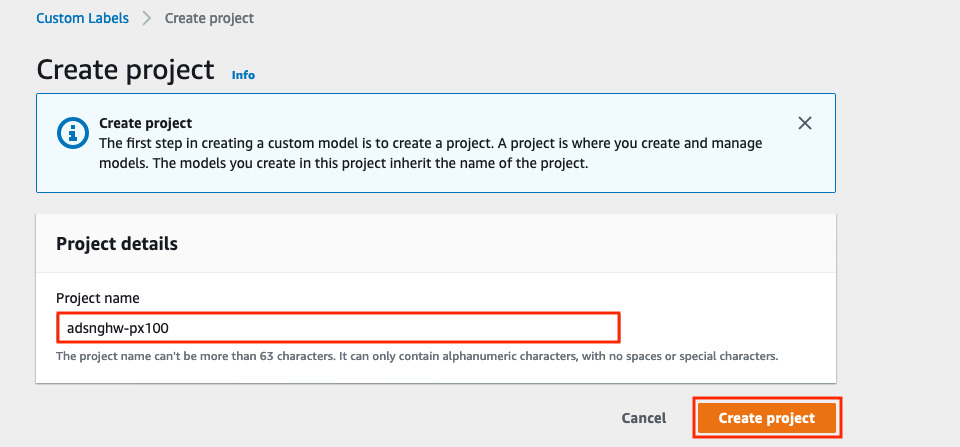 Custom Labels > Create project
Create project Info
Create project
The first step in creating a custom model is to create a project. A project is where you create and manage
models. The models you create in this project inherit the name of the project.
Project details
Project name
adsnghw-px100
The project name can't be more than 63 characters. It can only contain alphanumeric characters, with no spaces or special characters.
Cancel Create project